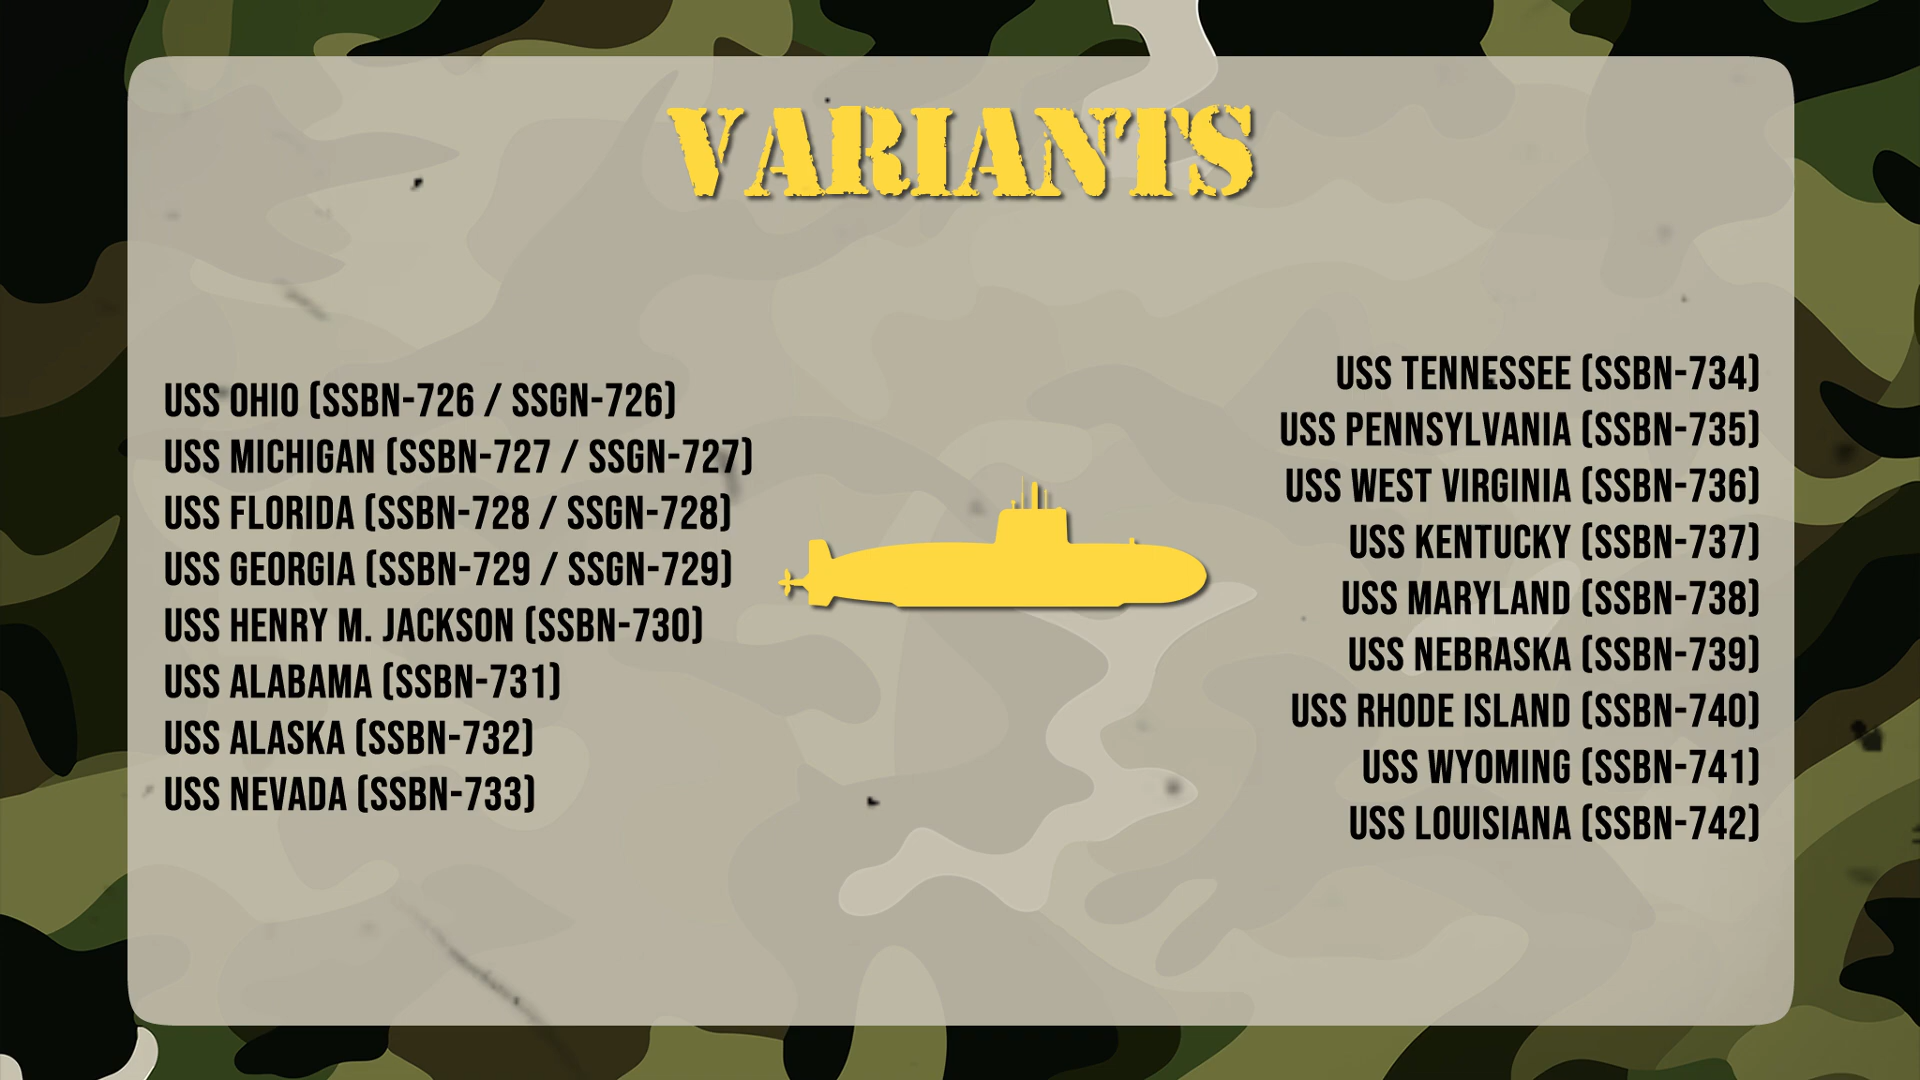 VARIANTS
USS OHIO (SSBN-726 / SSGN-726)
USS MICHIGAN (SSBN-727 / SSGN-727)
USS FLORIDA (SSBN-728 / SSGN-728)
USS GEORGIA (SSBN-729 / SSGN-729)
USS HENRY M. JACKSON (SSBN-730)
USS ALABAMA (SSBN-731)
USS ALASKA (SSBN-732)
USS NEVADA (SSBN-733)
USS TENNESSEE (SSBN-734)
USS PENNSYLVANIA (SSBN-735)
USS WEST VIRGINIA (SSBN-736)
USS KENTUCKY (SSBN-737)
USS MARYLAND (SSBN-738)
USS NEBRASKA (SSBN-739)
USS RHODE ISLAND (SSBN-740)
USS WYOMING (SSBN-741)
USS LOUISIANA (SSBN-742)